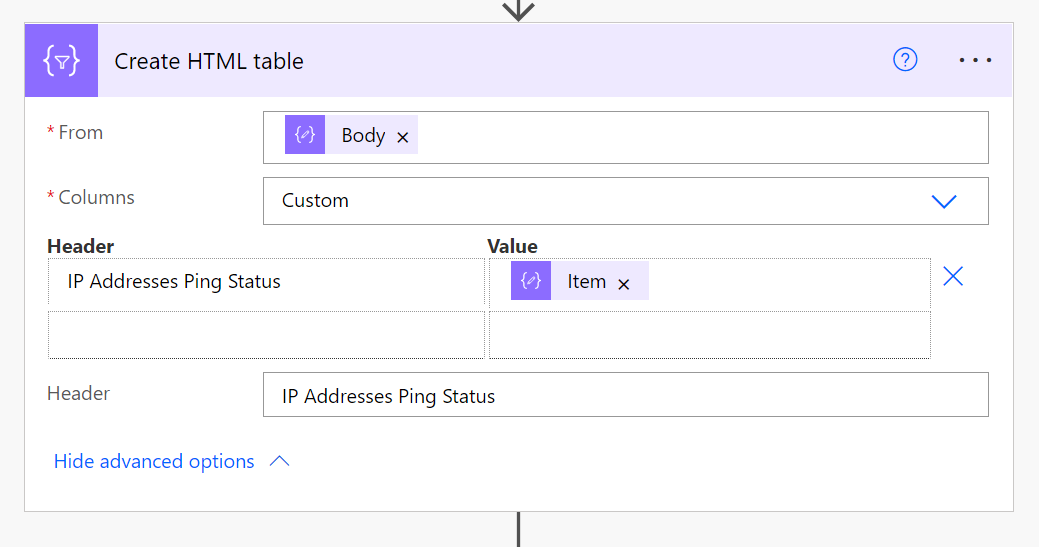 Create HTML table
* From
Body ×
* Columns
Custom
Header Value
IP Addresses Ping Status Item ×
Header
IP Addresses Ping Status
Hide advanced options